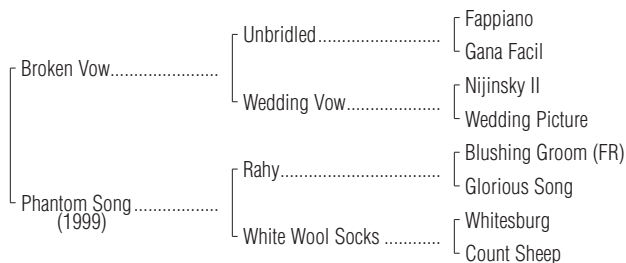 Fappiano
Unbridled
Gana Facil
Broken Vow
Nijinsky II
Wedding Vow
Wedding Picture
Blushing Groom (FR)
Rahy
Glorious Song
Phantom Song
(1999)
Whitesburg
White Wool Socks
Count Sheep